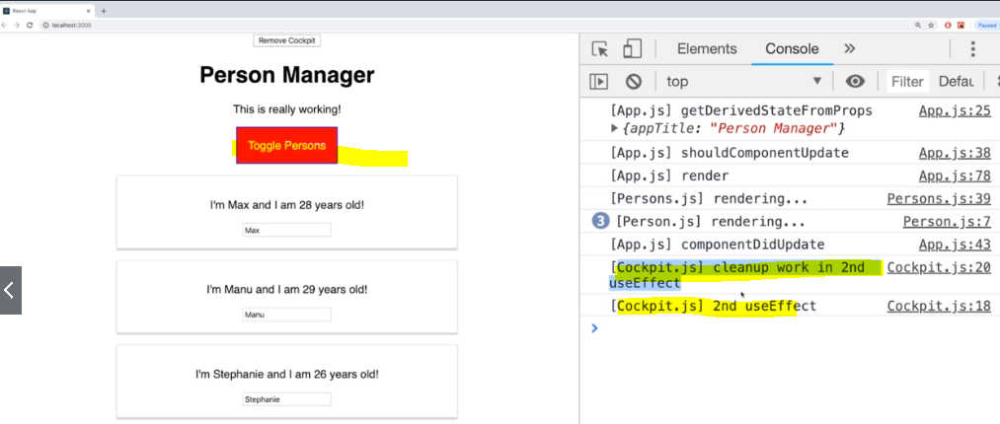 React App
localhost:3000
Paused
Remove Cockpit
Person Manager
This is really working!
Toggle Persons
I'm Max and I am 28 years old!
Max
I'm Manu and I am 29 years old!
Manu
I'm Stephanie and I am 26 years old!
Stephanie
Elements Console »
top Filter Defau
[App.js] getDerivedStateFromProps App.js:25
{appTitle: "Person Manager"}
[App.js] shouldComponentUpdate App.js:38
[App.js] render App.js:78
[Persons.js] rendering... Persons.js:39
3 [Person.js] rendering... Person.js:7
[App.js] componentDidUpdate App.js:43
[Cockpit.js] cleanup work in 2nd Cockpit.js:20
useEffect
[Cockpit.js] 2nd useEffect Cockpit.js:18